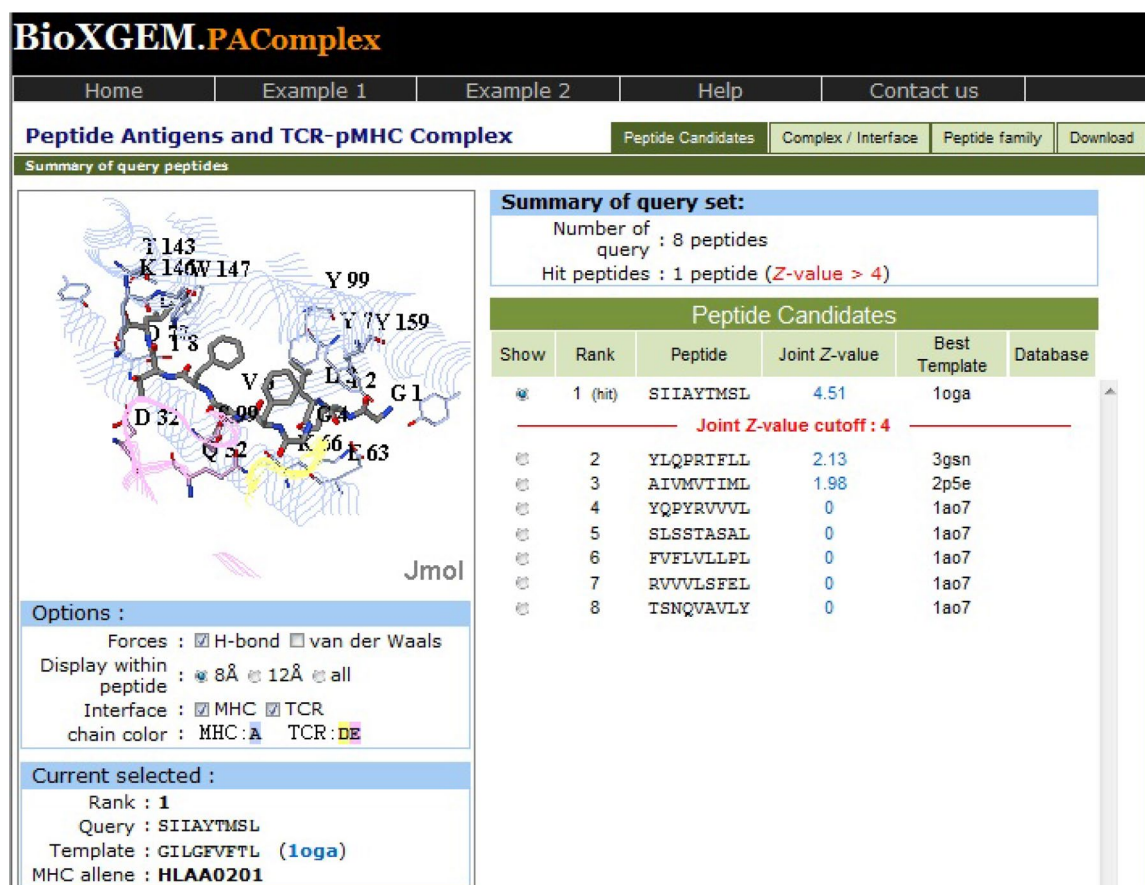 BioXGEM.PAComplex
Home Example 1 Example 2 Help Contact us
Peptide Antigens and TCR-pMHC Complex
Peptide Candidates Complex / Interface Peptide family Download
Summary of query peptides
T 143
K 146 W 147
Y 99
Y 7 Y 159
G 1
D 32
Q 52
E 63
Jmol
Options :
Forces : H-bond van der Waals
Display within peptide : 8Å 12Å all
Interface : MHC TCR
chain color : MHC:A TCR:DE
Current selected :
Rank : 1
Query : SIIAYTMSL
Template : GILGFVFTL (1oga)
MHC allene : HLAA0201
Summary of query set:
Number of query : 8 peptides
Hit peptides : 1 peptide (Z-value > 4)
Peptide Candidates
Show Rank Peptide Joint Z-value Best Template Database
1 (hit) SIIAYTMSL 4.51 1oga
Joint Z-value cutoff : 4
2 YLQPRTFLL 2.13 3gsn
3 AIVMVTIML 1.98 2p5e
4 YQPYRVVVL 0 1ao7
5 SLSSTASAL 0 1ao7
6 FVFLVLLPL 0 1ao7
7 RVVVLSFEL 0 1ao7
8 TSNQVAVLY 0 1ao7